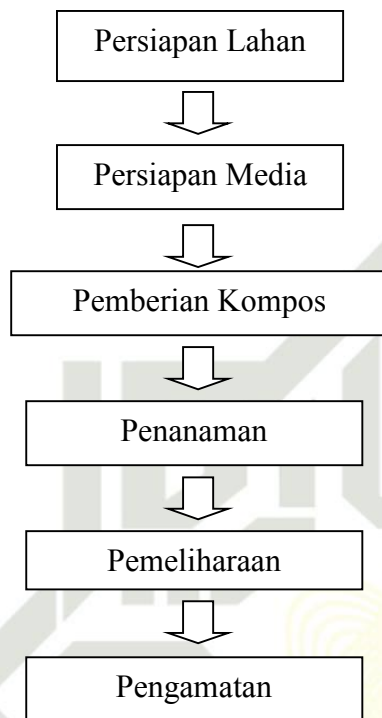 Persiapan Lahan
Persiapan Media
Pemberian Kompos
Penanaman
Pemeliharaan
Pengamatan